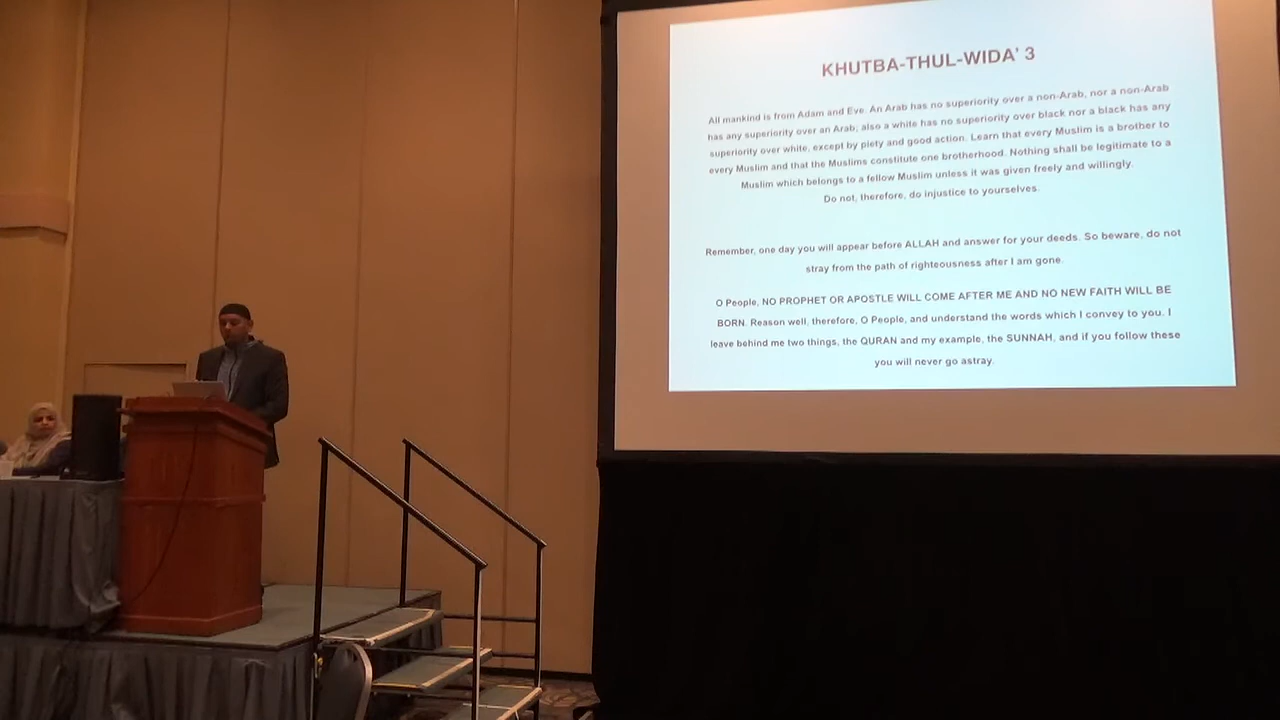 KHUTBA-THUL-WIDA' 3
All mankind is from Adam and Eve. An Arab has no superiority over a non-Arab, nor a non-Arab
has any superiority over an Arab; also a white has no superiority over black nor a black has any
superiority over white, except by piety and good action. Learn that every Muslim is a brother to
every Muslim and that the Muslims constitute one brotherhood. Nothing shall be legitimate to a
Muslim which belongs to a fellow Muslim unless it was given freely and willingly.
Do not, therefore, do injustice to yourselves.
Remember, one day you will appear before ALLAH and answer for your deeds. So beware, do not
stray from the path of righteousness after I am gone.
O People, NO PROPHET OR APOSTLE WILL COME AFTER ME AND NO NEW FAITH WILL BE
BORN. Reason well, therefore, O People, and understand the words which I convey to you. I
leave behind me two things, the QURAN and my example, the SUNNAH, and if you follow these
you will never go astray.